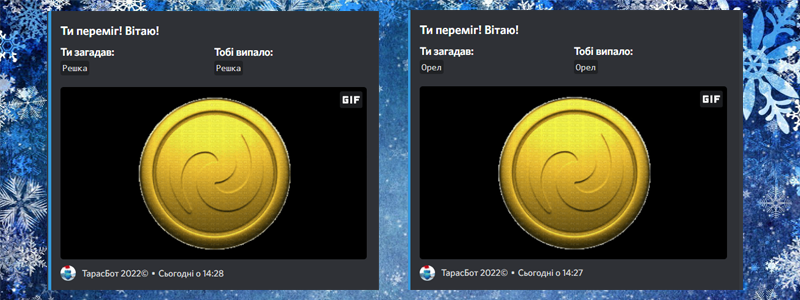 Ти переміг! Вітаю!
Ти загадав: Тобі випало:
Решка Решка
GIF
ТарасБот 2022© • Сьогодні о 14:28
Ти переміг! Вітаю!
Ти загадав: Тобі випало:
Орел Орел
GIF
ТарасБот 2022© • Сьогодні о 14:27